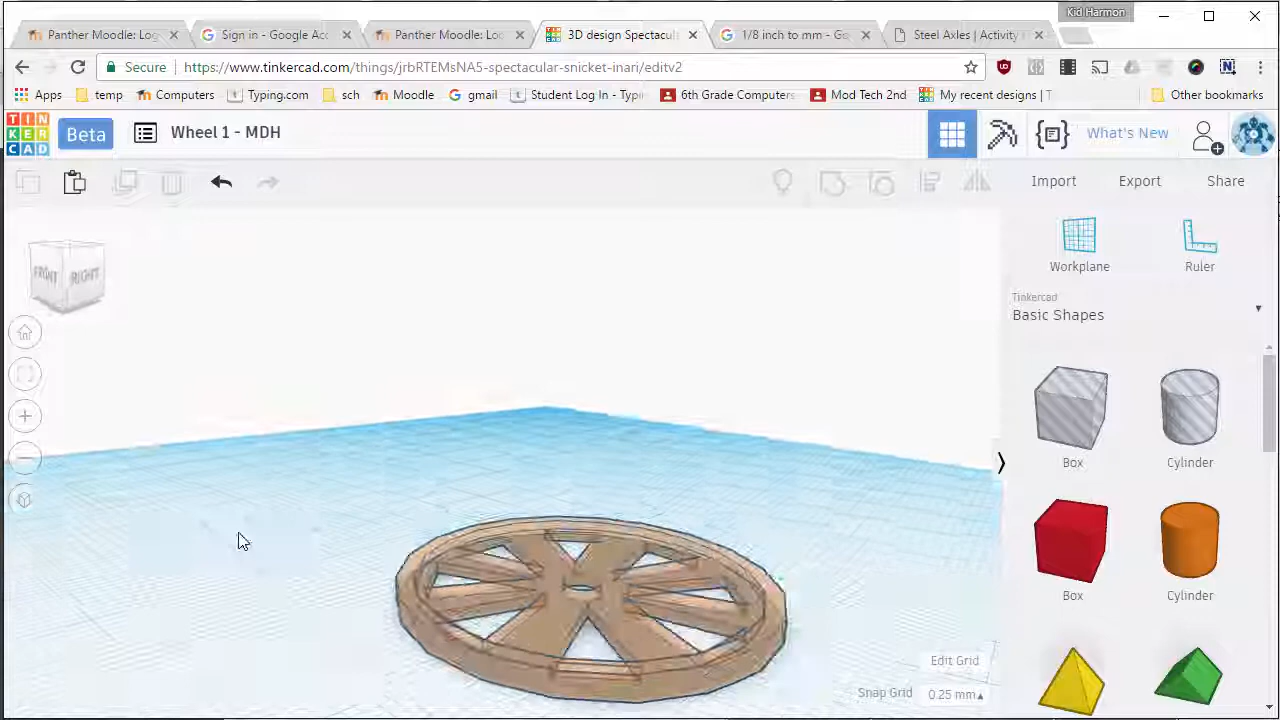 Kid Harmon
Panther Moodle: Log
Sign in - Google Acc
Panther Moodle: Loc
3D design Spectacul
1/8 inch to mm - Go
Steel Axles | Activity |
Secure
https://www.tinkercad.com/things/jrbRTEMsNA5-spectacular-snicket-inari/editv2
Apps
temp
Computers
Typing.com
sch
Moodle
gmail
Student Log In - Typi
6th Grade Computers
Mod Tech 2nd
My recent designs | T
Other bookmarks
TIN
KER
CAD
Beta
Wheel 1 - MDH
What's New
Import
Export
Share
FRONT
RIGHT
Workplane
Ruler
Tinkercad
Basic Shapes
Box
Cylinder
Box
Cylinder
Edit Grid
Snap Grid
0.25 mm